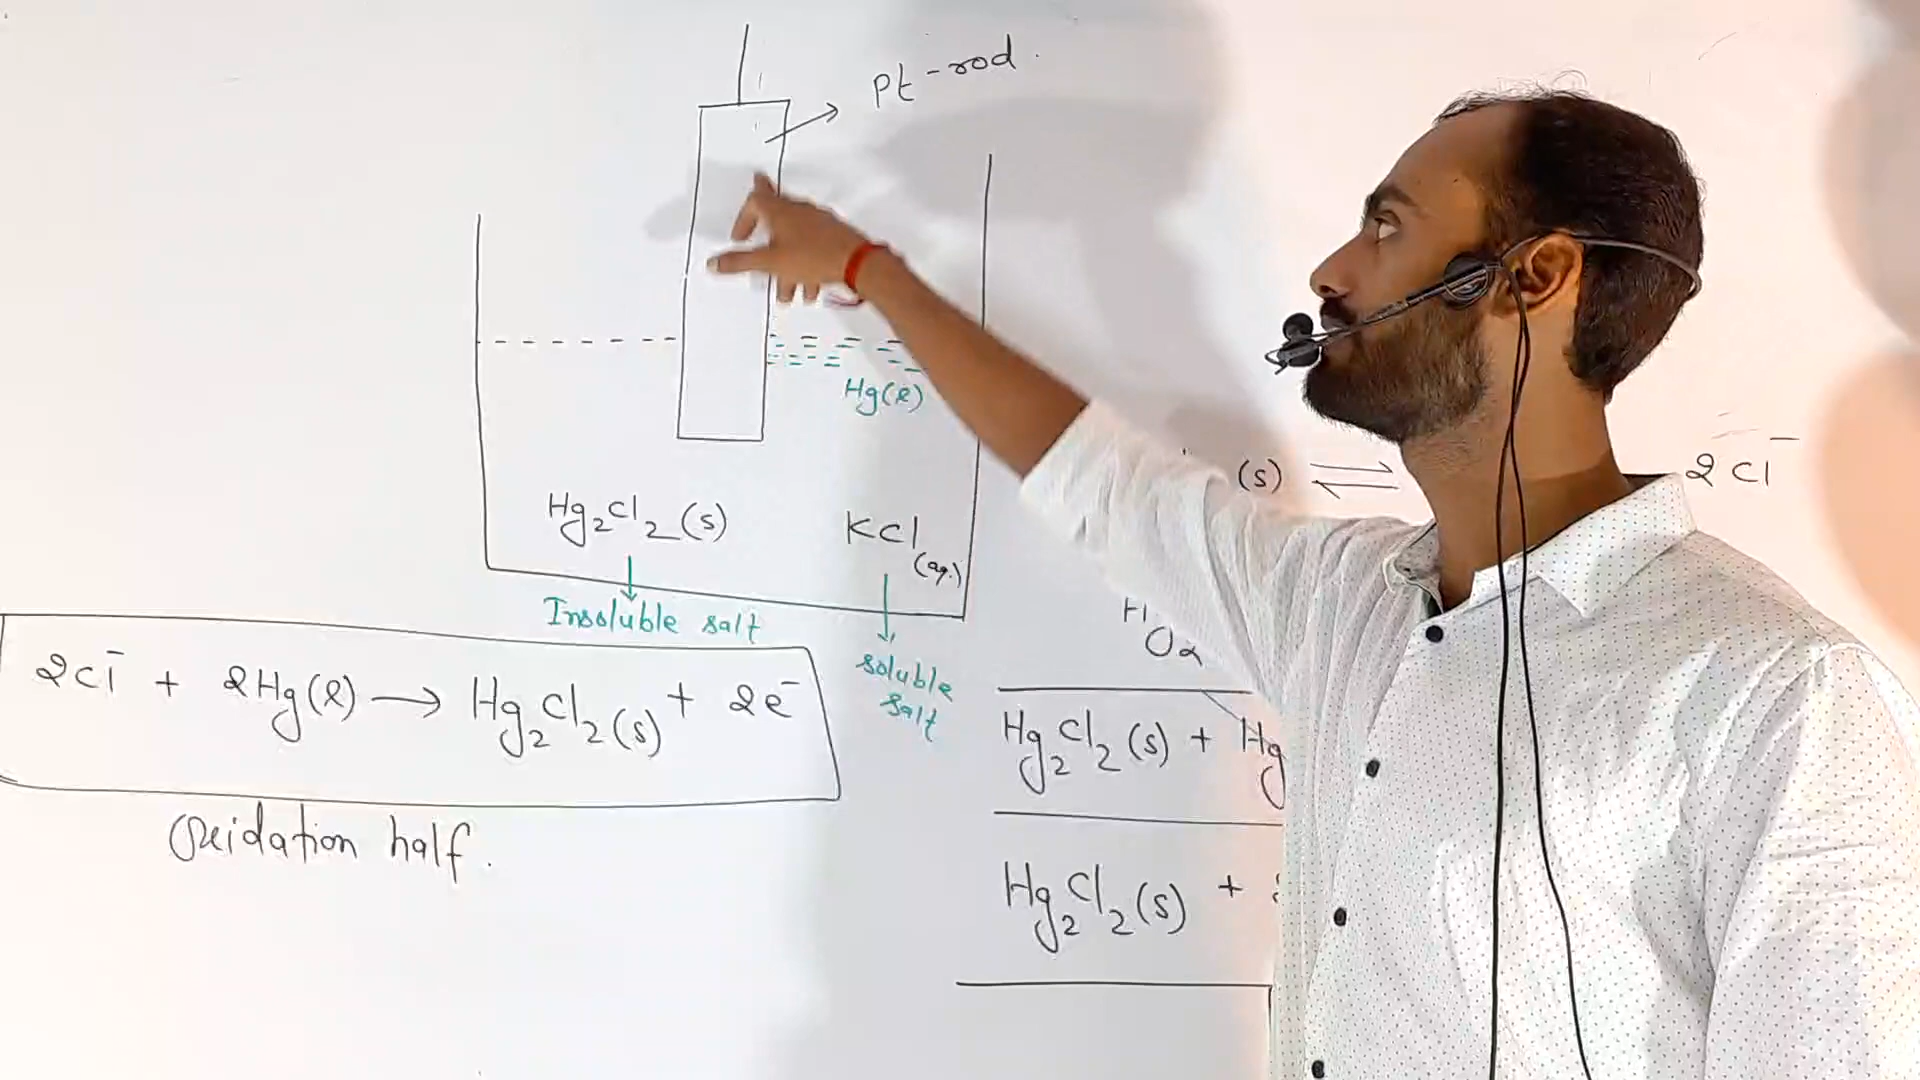 Pt-rod.
Hg(l)
Hg₂Cl₂(s)
KCl(aq.)
Insoluble salt
soluble
salt
2Cl⁻ + 2Hg(l) → Hg₂Cl₂(s) + 2e⁻
Oxidation half.
(s) ⇌ 2Cl⁻
Hg₂Cl₂(s) + Hg
Hg₂Cl₂(s) +